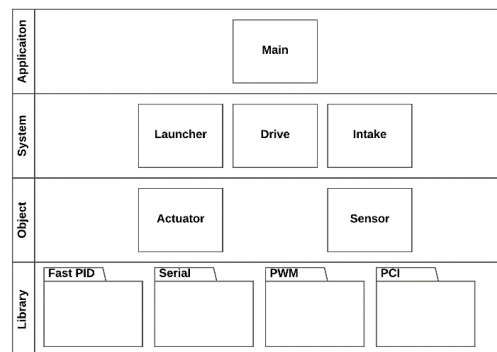 Applicaiton
Main
System
Launcher
Drive
Intake
Object
Actuator
Sensor
Library
Fast PID
Serial
PWM
PCI